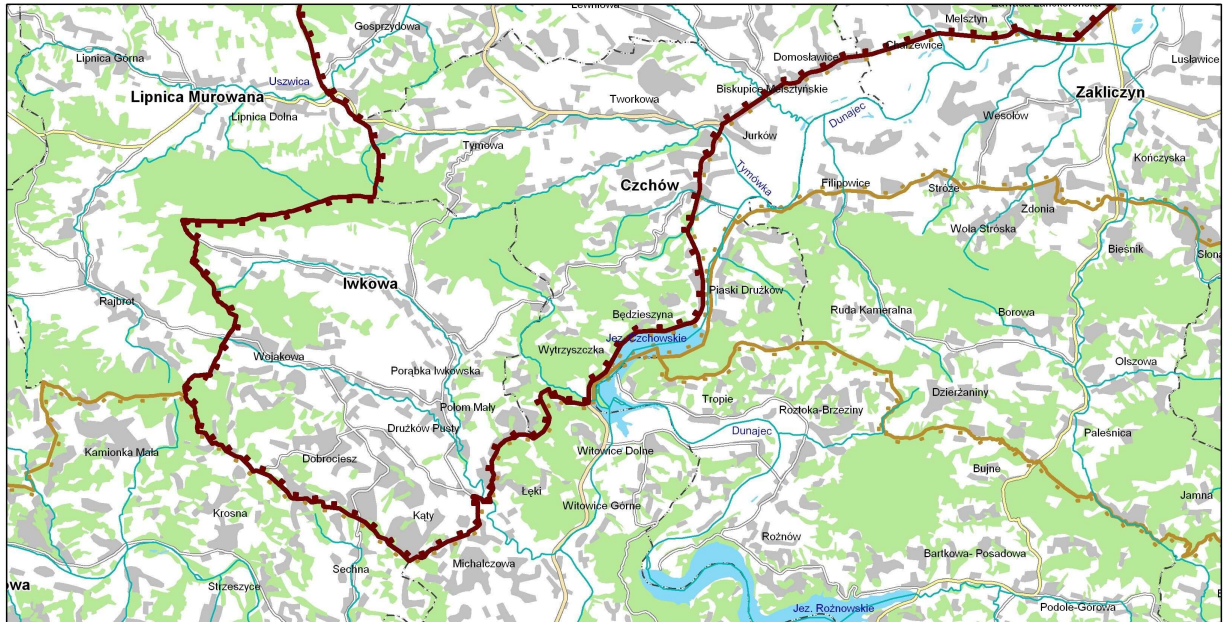 Lewniowa
Melsztyn
Gosprzydowa
Charzewice
Lipnica Górna
Domosławice
Lusławice
Uszwica
Biskupice Melsztyńskie
Zakliczyn
Lipnica Murowana
Tworkowa
Dunajec
Wesołów
Lipnica Dolna
Jurków
Tymowa
Kończyska
Tymówka
Czchów
Filipowice
Stróże
Zdonia
Wola Stróska
Bieśnik
Iwkowa
Piaski Drużków
Rajbrot
Będzieszyna
Ruda Kameralna
Borowa
Jez. Czchowskie
Wytrzyszczka
Wojakowa
Olszowa
Porąbka Iwkowska
Dzierżaniny
Tropie
Połom Mały
Roztoka-Brzeziny
Drużków Pusty
Dunajec
Paleśnica
Kamionka Mała
Witowice Dolne
Dobrociesz
Bujne
Łęki
Jamna
Krosna
Kąty
Witowice Górne
Rożnów
Bartkowa- Posadowa
Michalczowa
Sechna
owa
Strzeszyce
Jez. Rożnowskie
Podole-Górowa